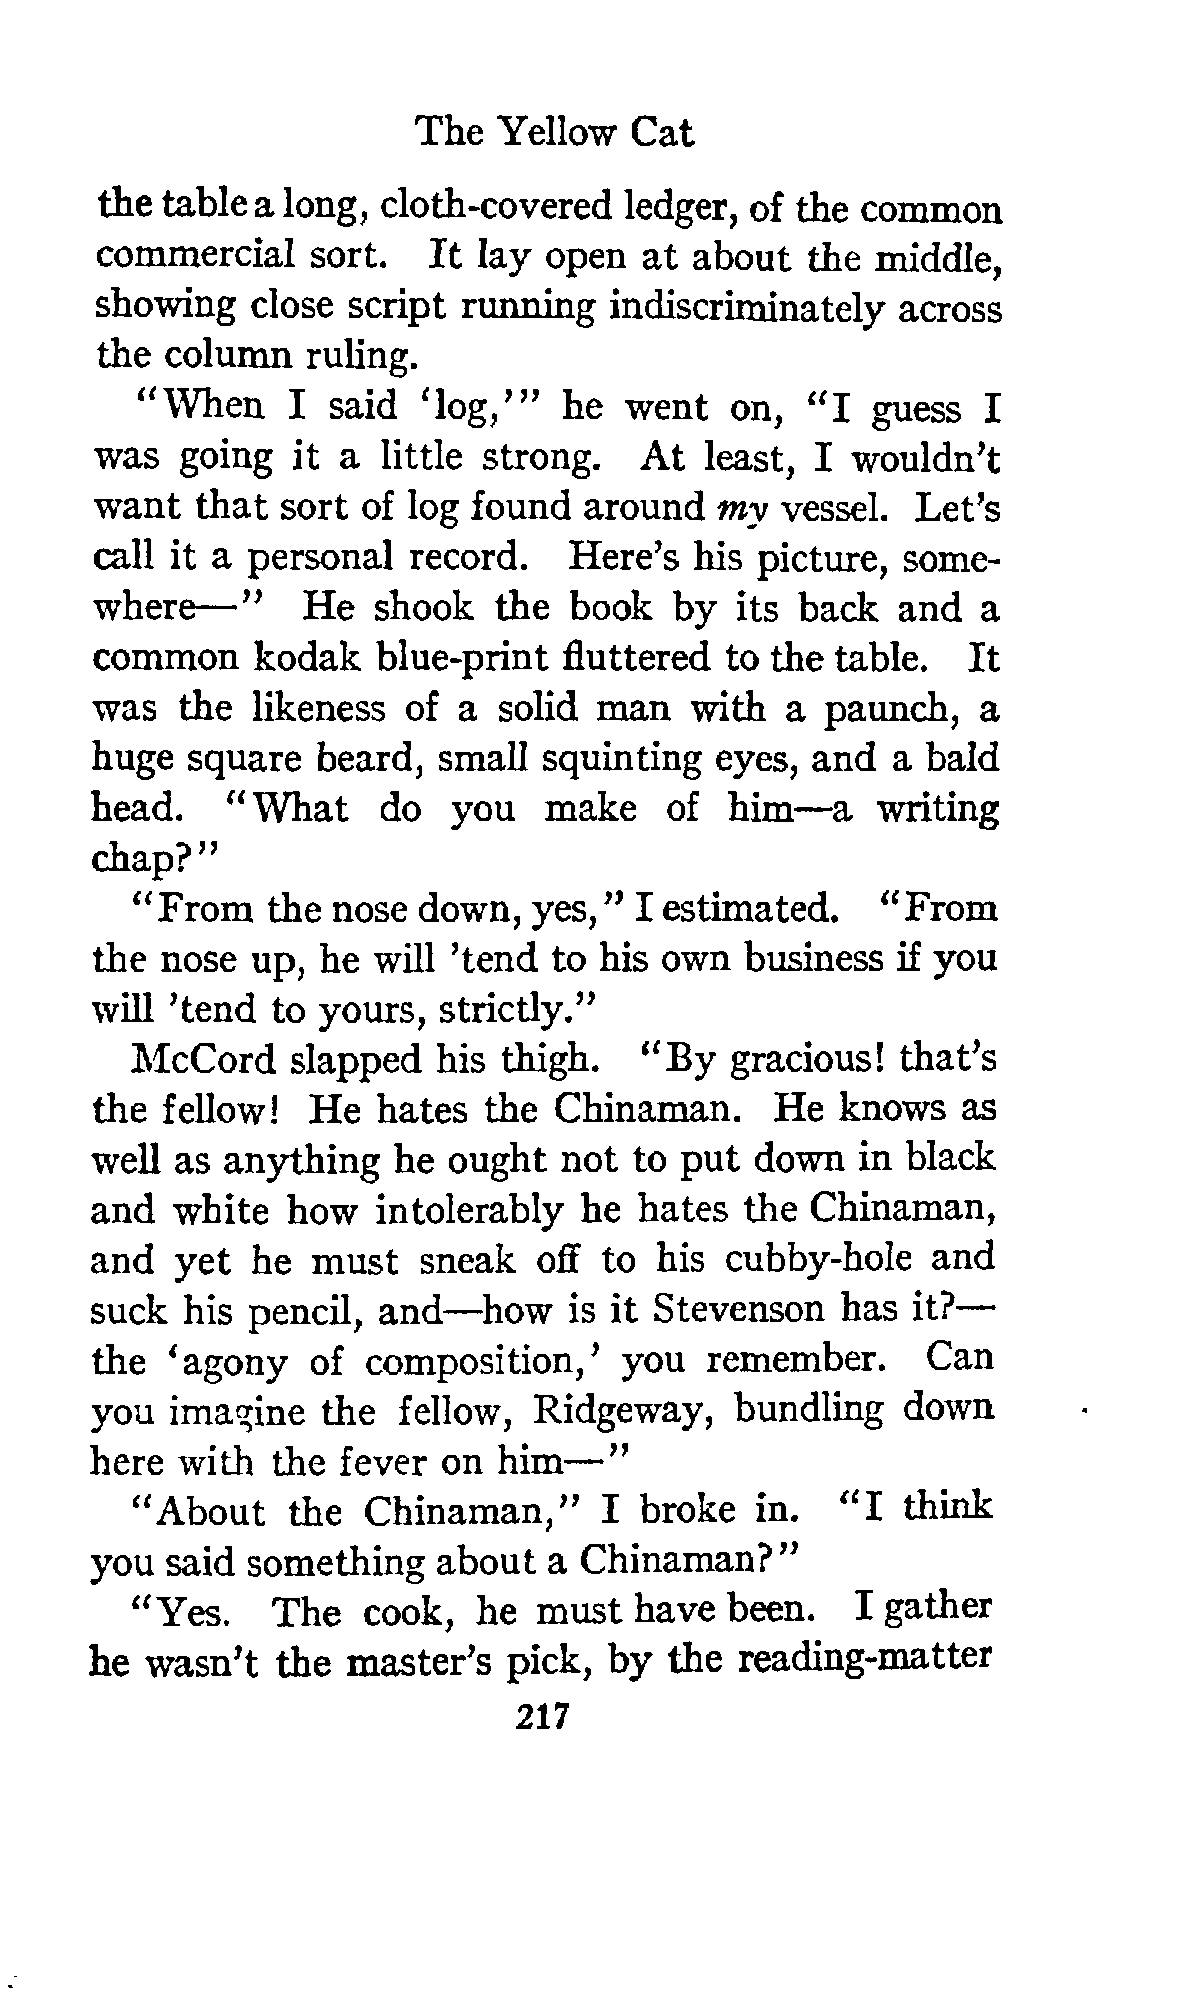 The Yellow Cat
the table a long, cloth-covered ledger, of the common
commercial sort. It lay open at about the middle,
showing close script running indiscriminately across
the column ruling.
"When I said 'log,'" he went on, "I guess I
was going it a little strong. At least, I wouldn't
want that sort of log found around my vessel. Let's
call it a personal record. Here's his picture, some-
where—" He shook the book by its back and a
common kodak blue-print fluttered to the table. It
was the likeness of a solid man with a paunch, a
huge square beard, small squinting eyes, and a bald
head. "What do you make of him—a writing
chap?"
"From the nose down, yes," I estimated. "From
the nose up, he will 'tend to his own business if you
will 'tend to yours, strictly."
McCord slapped his thigh. "By gracious! that's
the fellow! He hates the Chinaman. He knows as
well as anything he ought not to put down in black
and white how intolerably he hates the Chinaman,
and yet he must sneak off to his cubby-hole and
suck his pencil, and—how is it Stevenson has it?—
the 'agony of composition,' you remember. Can
you imagine the fellow, Ridgeway, bundling down
here with the fever on him—"
"About the Chinaman," I broke in. "I think
you said something about a Chinaman?"
"Yes. The cook, he must have been. I gather
he wasn't the master's pick, by the reading-matter
217